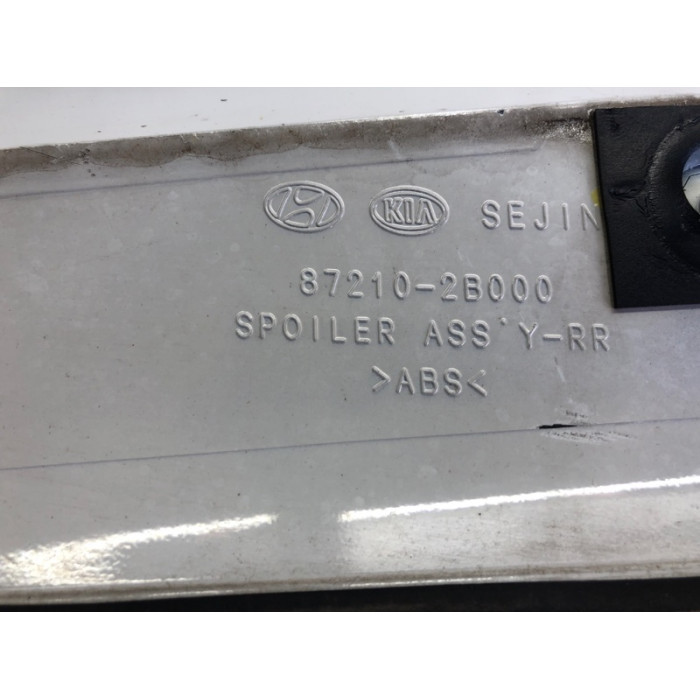 KIA SEJIN
87210-2B000
SPOILER ASS'Y-RR
>ABS<